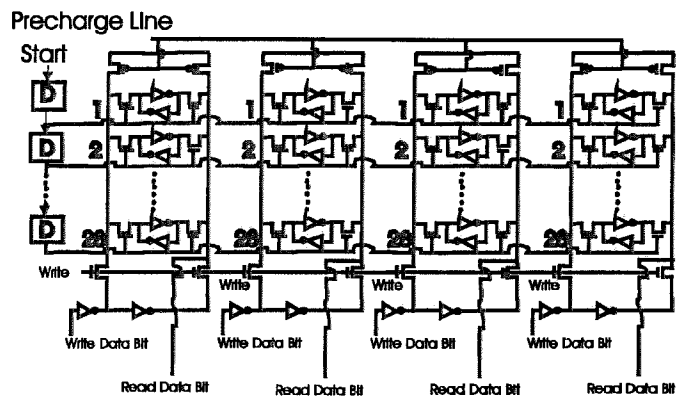 Precharge Line
Start
D
1 1 1 1
D
2 2 2 2
D
28 28 28 28
Write Write Write Write
Write Data Bit Write Data Bit Write Data Bit Write Data Bit
Read Data Bit Read Data Bit Read Data Bit Read Data Bit